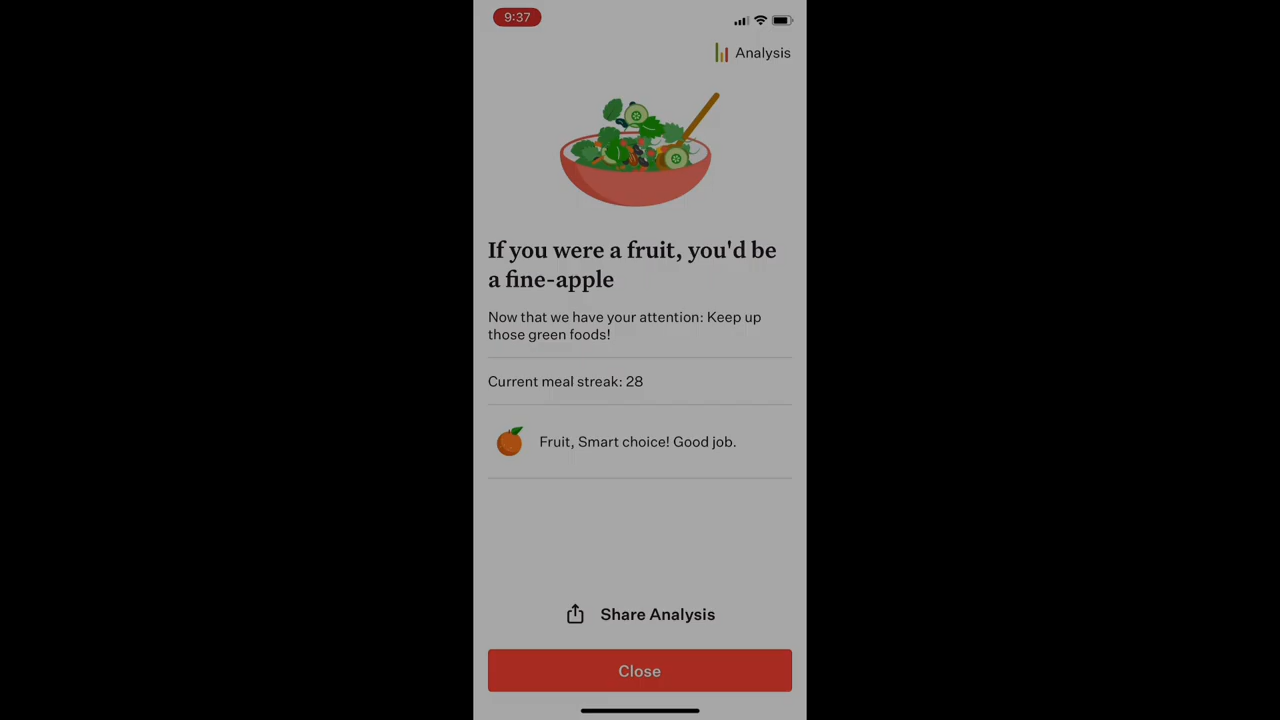 9:37
Analysis
If you were a fruit, you'd be
a fine-apple
Now that we have your attention: Keep up
those green foods!
Current meal streak: 28
Fruit, Smart choice! Good job.
Share Analysis
Close